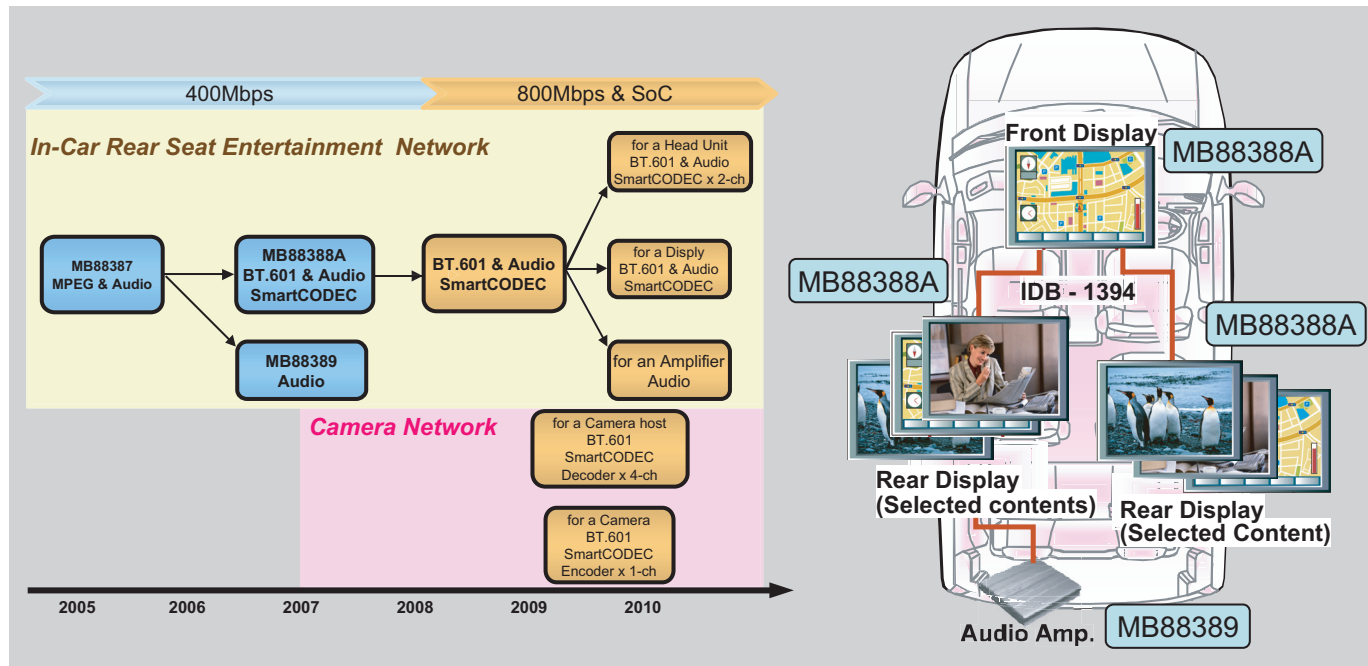 400Mbps
800Mbps & SoC
In-Car Rear Seat Entertainment Network
MB88387
MPEG & Audio
MB88388A
BT.601 & Audio
SmartCODEC
MB88389
Audio
BT.601 & Audio
SmartCODEC
for a Head Unit
BT.601 & Audio
SmartCODEC x 2-ch
for a Disply
BT.601 & Audio
SmartCODEC
for an Amplifier
Audio
Camera Network
for a Camera host
BT.601
SmartCODEC
Decoder x 4-ch
for a Camera
BT.601
SmartCODEC
Encoder x 1-ch
2005
2006
2007
2008
2009
2010
Front Display
MB88388A
MB88388A
IDB - 1394
MB88388A
Rear Display
(Selected contents)
Rear Display
(Selected Content)
Audio Amp.
MB88389